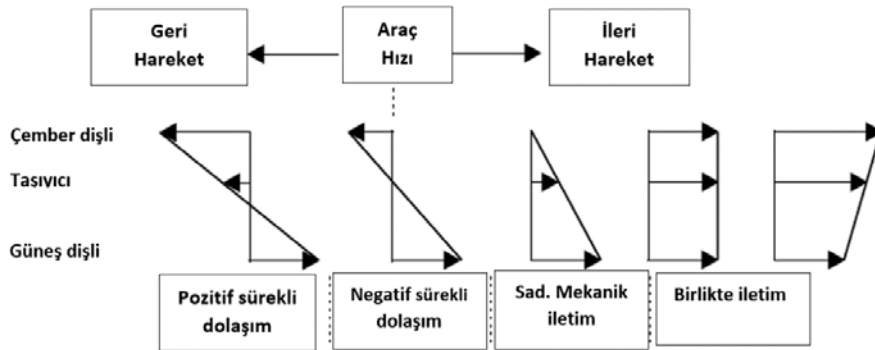 Geri
Hareket
Araç
Hızı
İleri
Hareket
Çember dişli
Tasıvıcı
Güneş dişli
Pozitif sürekli
dolaşım
Negatif sürekli
dolaşım
Sad. Mekanik
iletim
Birlikte iletim